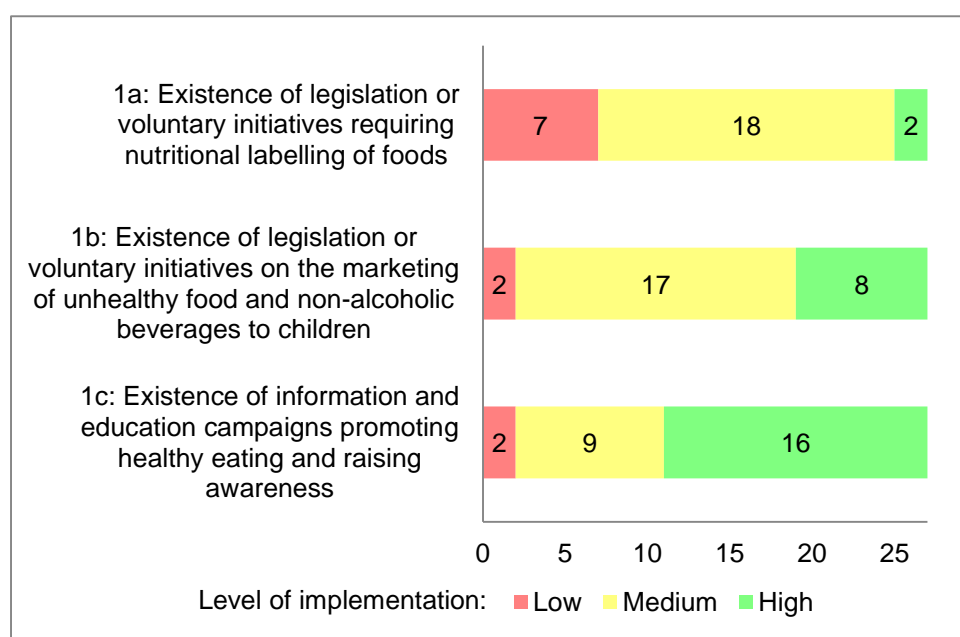 1a: Existence of legislation or
voluntary initiatives requiring
nutritional labelling of foods
7 18 2
1b: Existence of legislation or
voluntary initiatives on the marketing
of unhealthy food and non-alcoholic
beverages to children
2 17 8
1c: Existence of information and
education campaigns promoting
healthy eating and raising
awareness
2 9 16
0 5 10 15 20 25
Level of implementation: Low Medium High